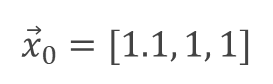 x⃗₀ = [1.1, 1, 1]